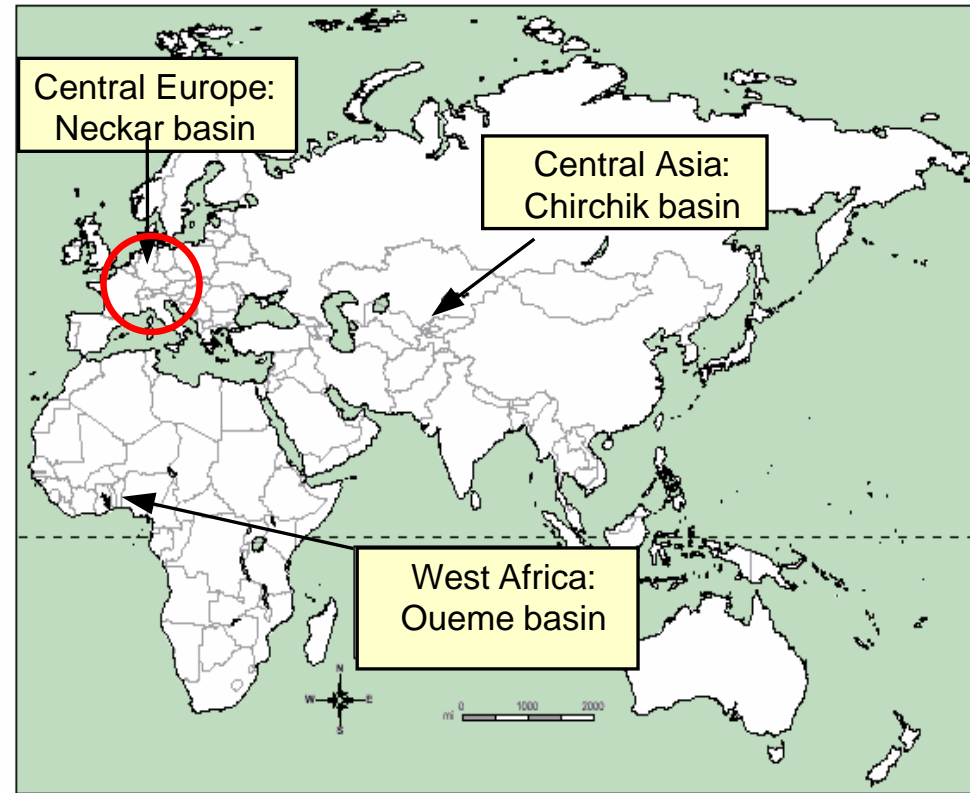 Central Europe:
Neckar basin
Central Asia:
Chirchik basin
West Africa:
Oueme basin
N
W E
S
mi 0 1000 2000